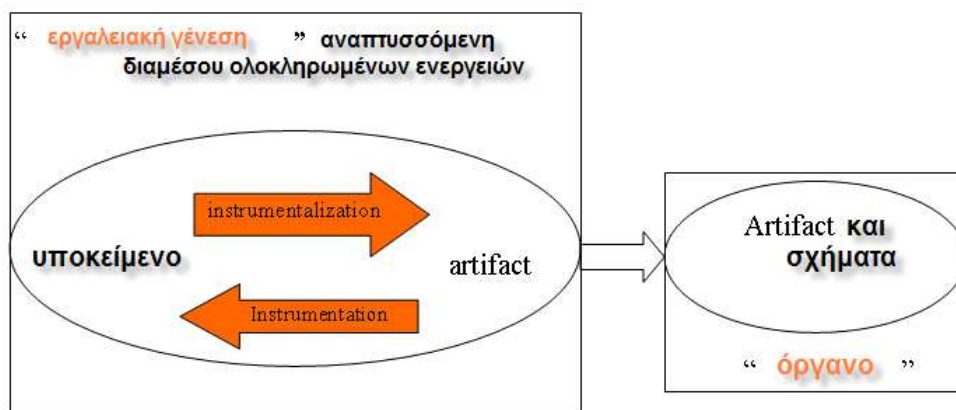 “ εργαλειακή γένεση ” αναπτυσσόμενη
διαμέσου ολοκληρωμένων ενεργειών
instrumentalization
υποκείμενο
artifact
Instrumentation
Artifact και
σχήματα
“ όργανο ”